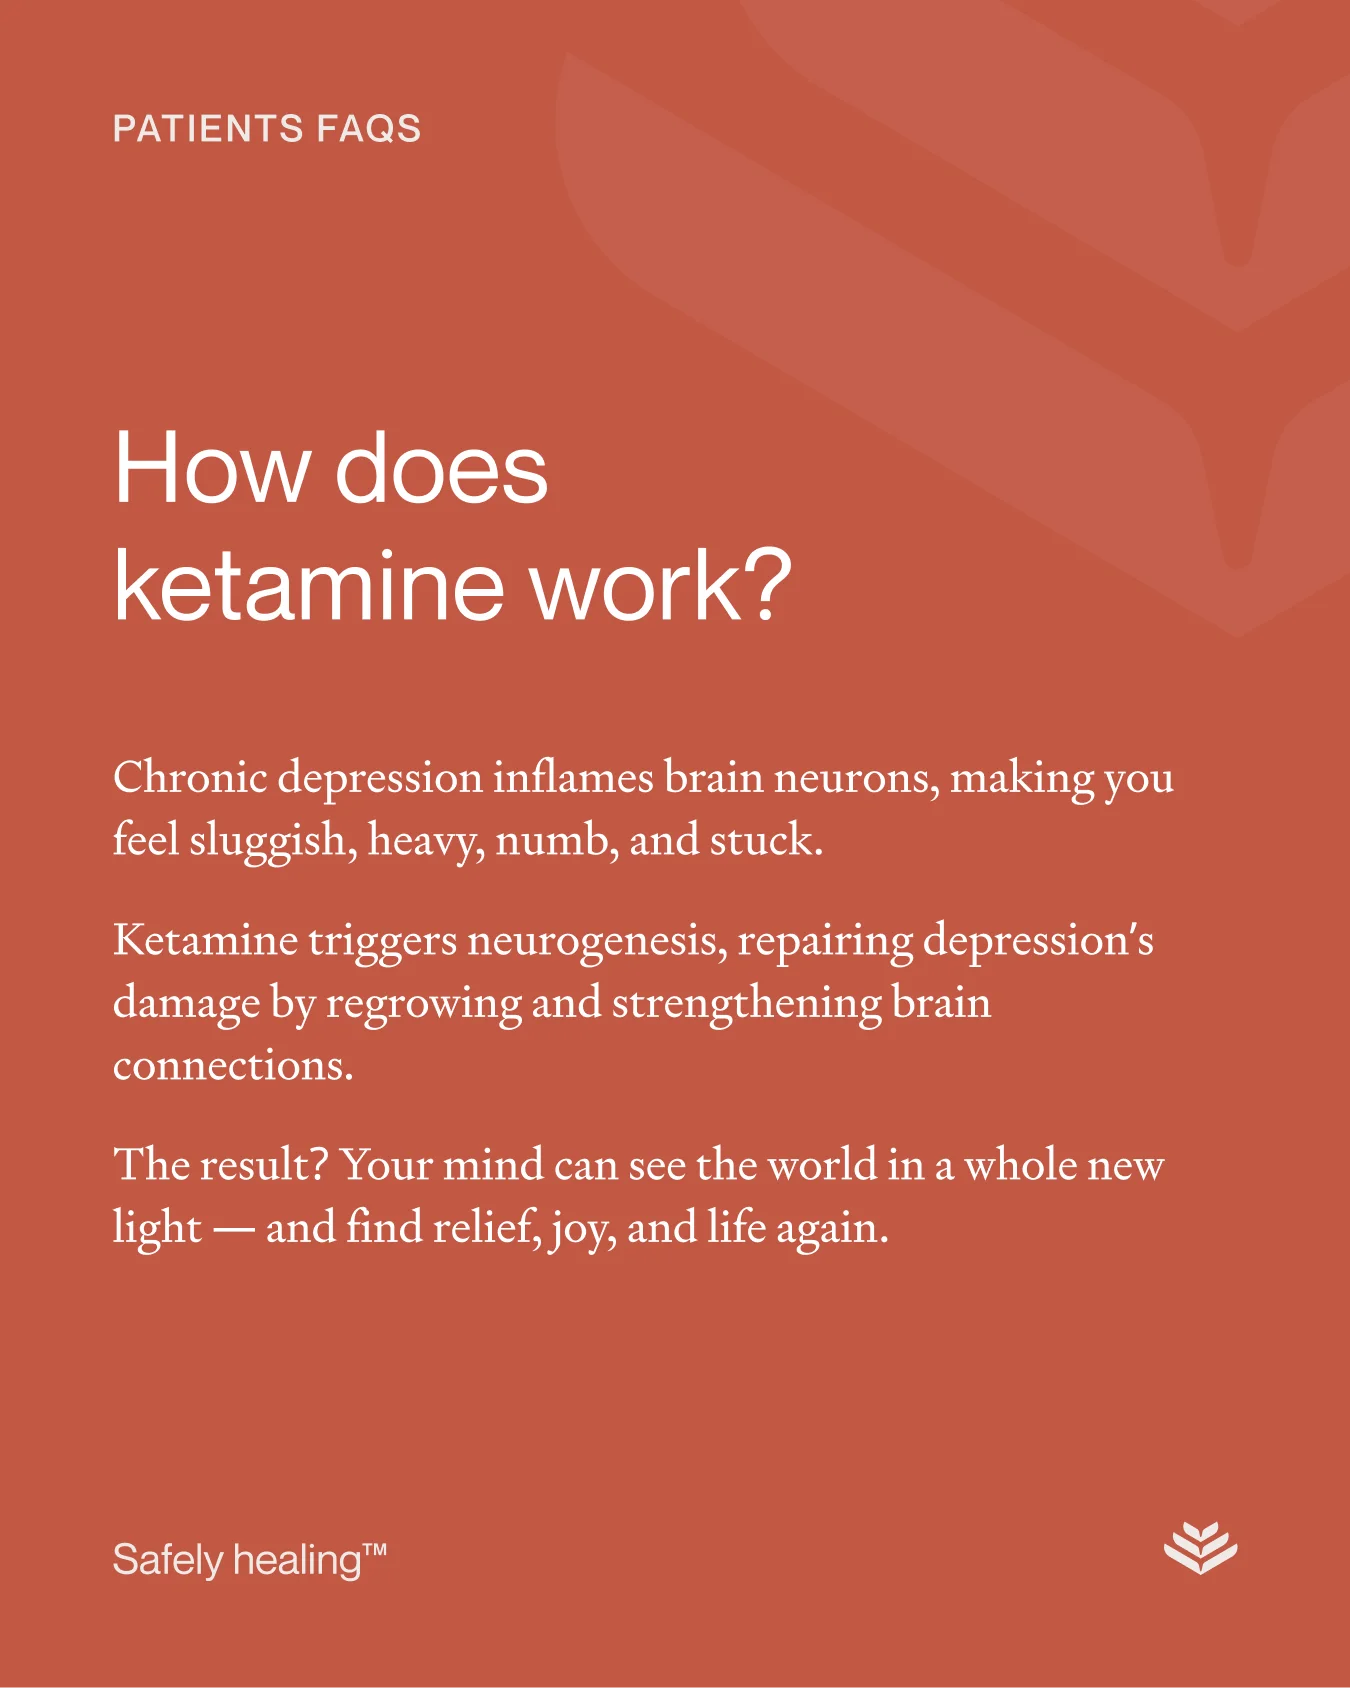 PATIENTS FAQS
How does
ketamine work?
Chronic depression inflames brain neurons, making you
feel sluggish, heavy, numb, and stuck.
Ketamine triggers neurogenesis, repairing depression's
damage by regrowing and strengthening brain
connections.
The result? Your mind can see the world in a whole new
light — and find relief, joy, and life again.
Safely healing™